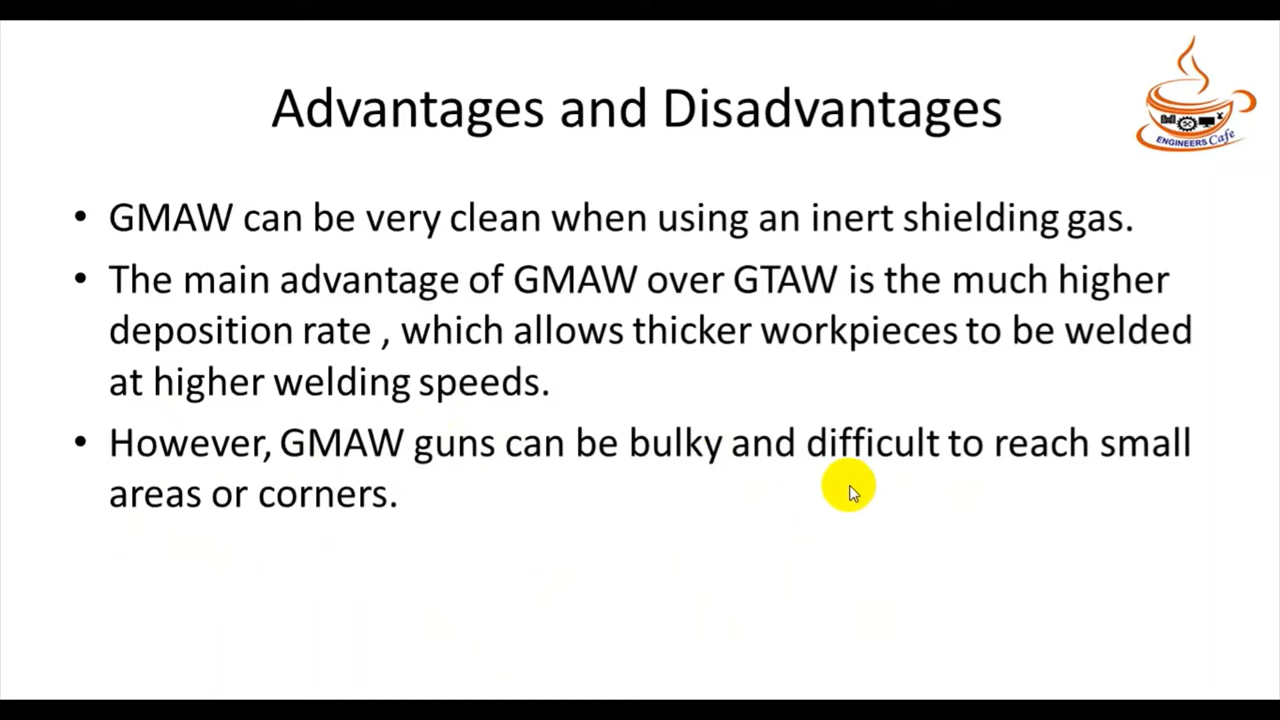 Advantages and Disadvantages
ENGINEERS Cafe
• GMAW can be very clean when using an inert shielding gas.
• The main advantage of GMAW over GTAW is the much higher
deposition rate , which allows thicker workpieces to be welded
at higher welding speeds.
• However, GMAW guns can be bulky and difficult to reach small
areas or corners.